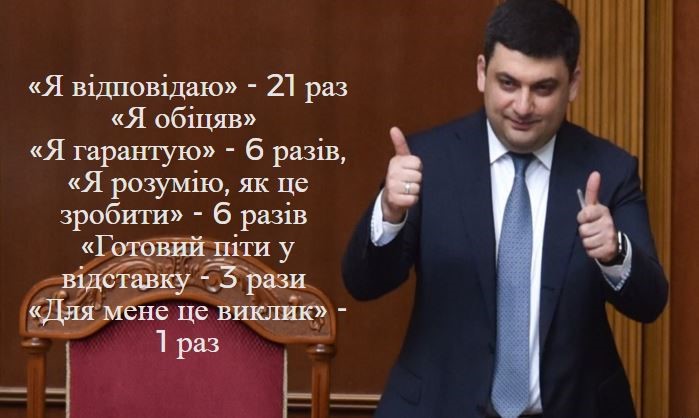 «Я відповідаю» - 21 раз
«Я обіцяв»
«Я гарантую» - 6 разів,
«Я розумію, як це
зробити» - 6 разів
«Готовий піти у
відставку - 3 рази
«Для мене це виклик» -
1 раз